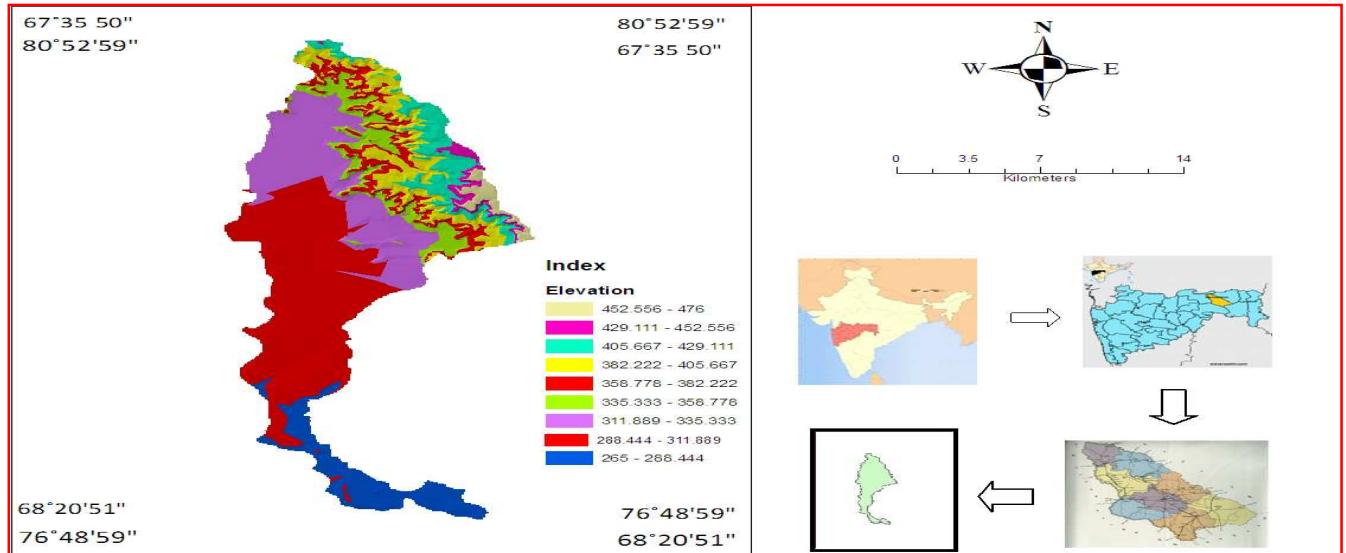 67˚35 50"
80˚52'59"
80˚52'59"
67˚35 50"
N
W
E
S
0 3.5 7 14
Kilometers
Index
Elevation
452.556 - 476
429.111 - 452.556
405.667 - 429.111
382.222 - 405.667
358.778 - 382.222
335.333 - 358.778
311.889 - 335.333
288.444 - 311.889
265 - 288.444
68˚20'51"
76˚48'59"
76˚48'59"
68˚20'51"